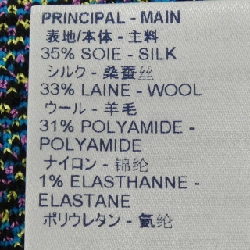 PRINCIPAL - MAIN
表地/本体 - 主料
35% SOIE - SILK
シルク - 桑蚕丝
33% LAINE - WOOL
ウール - 羊毛
31% POLYAMIDE -
POLYAMIDE
ナイロン - 锦纶
1% ELASTHANNE -
ELASTANE
ポリウレタン - 氨纶